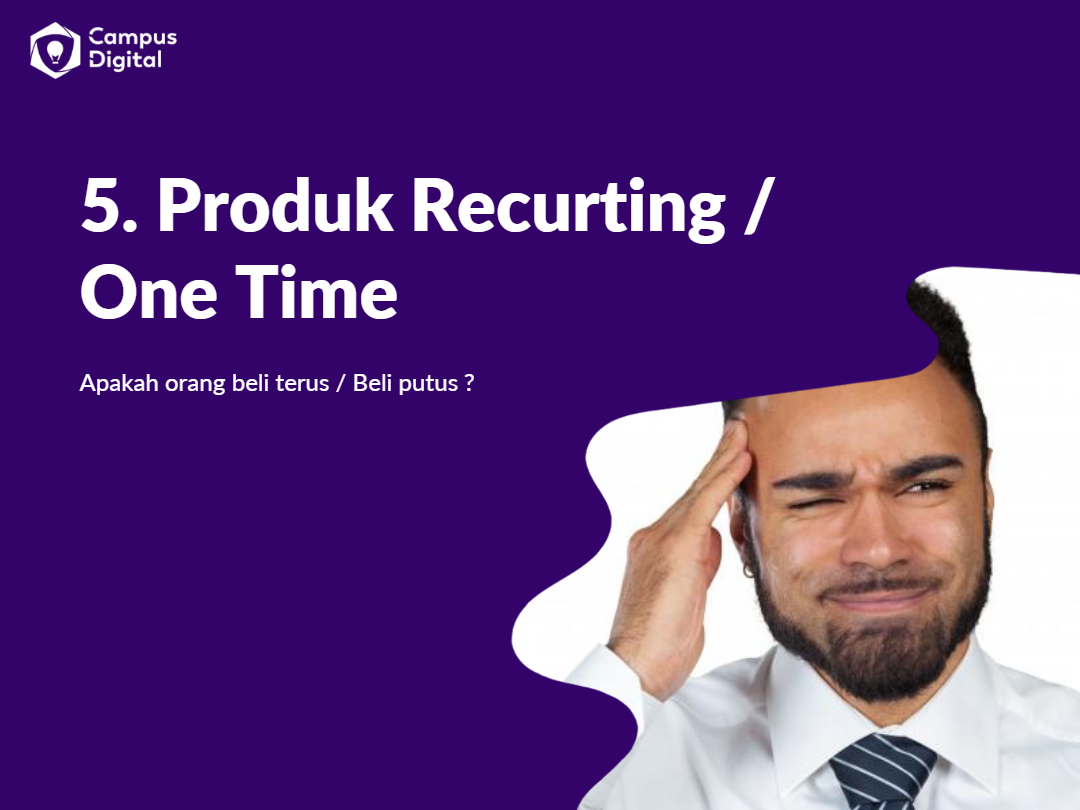 Campus
Digital
5. Produk Recurting /
One Time
Apakah orang beli terus / Beli putus ?